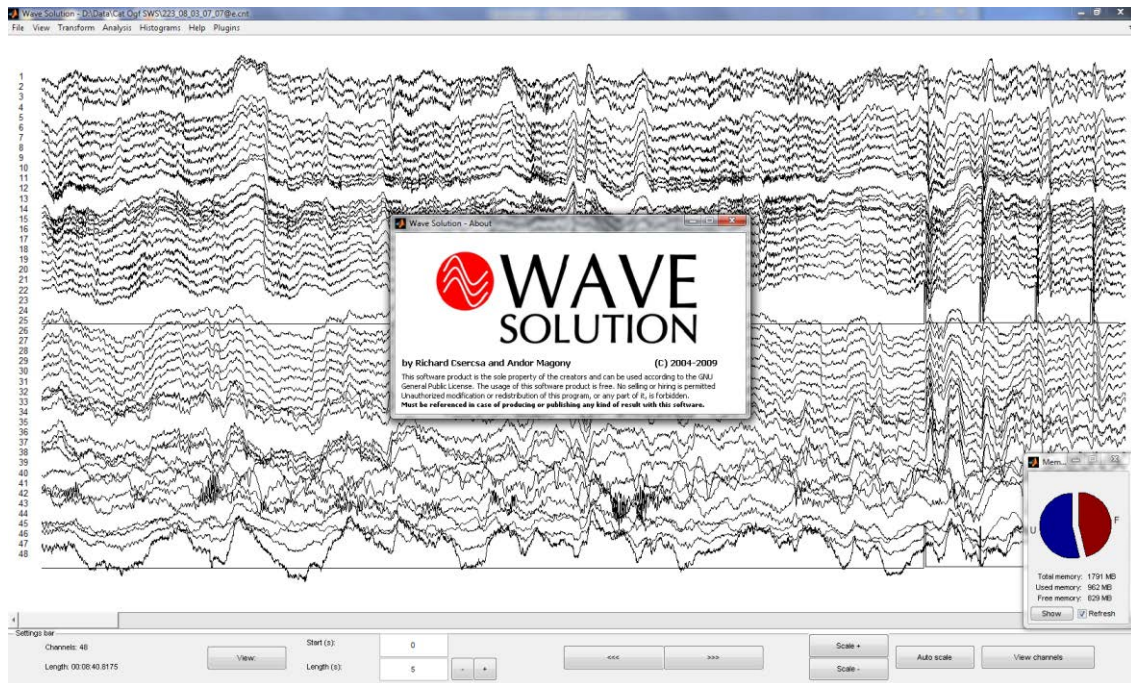 Wave Solution - D:\Data\Cat Ogf SWS\223_08_03_07_07@e.cnt
File View Transform Analysis Histograms Help Plugins
1
2
3
4
5
6
7
8
9
10
11
12
13
14
15
16
17
18
19
20
21
22
23
24
25
26
27
28
29
30
31
32
33
34
35
36
37
38
39
40
41
42
43
44
45
46
47
48
Wave Solution - About
WAVE
SOLUTION
by Richard Csercsa and Andor Magony (C) 2004-2009
This software product is the sole property of the creators and can be used according to the GNU
General Public License. The usage of this software product is free. No selling or hiring is permitted
Unauthorized modification or redistribution of this program, or any part of it, is forbidden.
Must be referenced in case of producing or publishing any kind of result with this software.
Mem...
U F
Total memory: 1791 MB
Used memory: 962 MB
Free memory: 829 MB
Show Refresh
Settings bar
Channels: 48
Length: 00:08:40.8175
View:
Start (s): 0
Length (s): 5
- +
<<< >>>
Scale +
Scale -
Auto scale
View channels